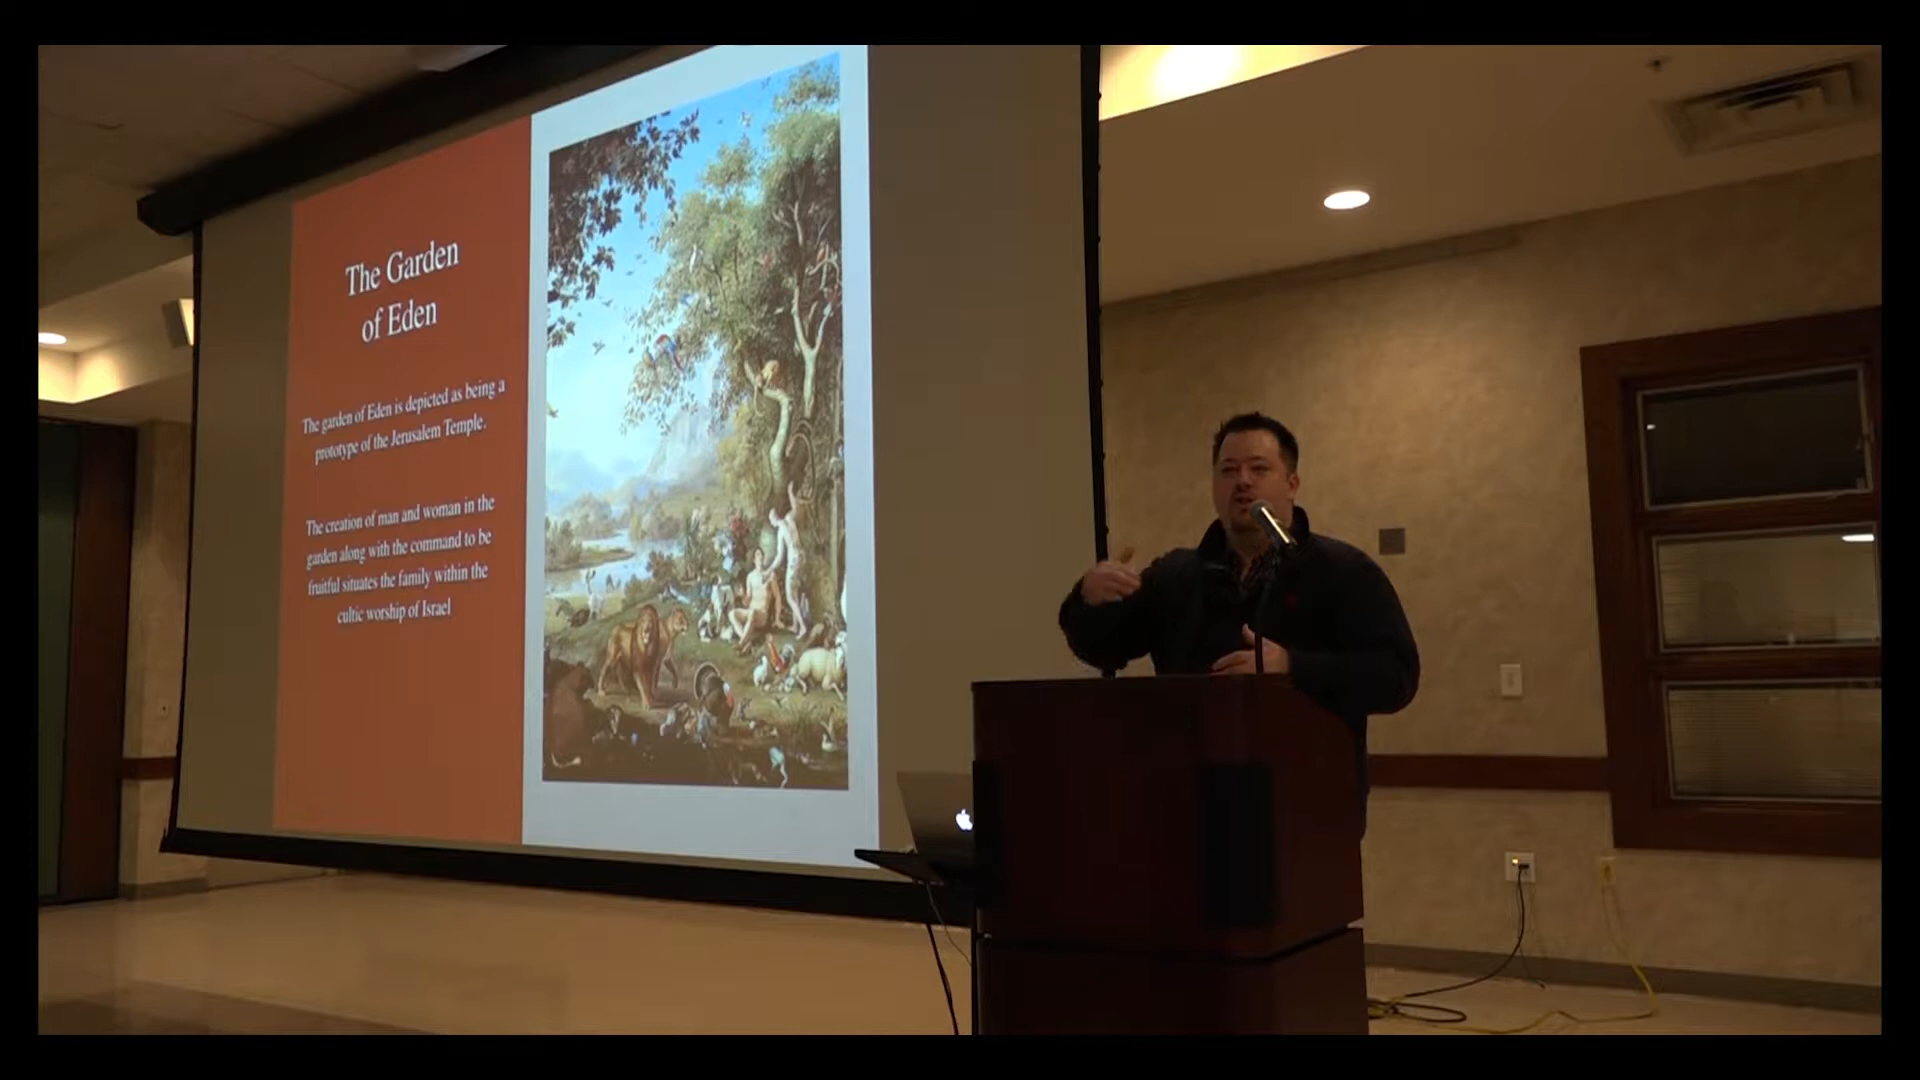 The Garden
of Eden
The garden of Eden is depicted as being a
prototype of the Jerusalem Temple.
The creation of man and woman in the
garden along with the command to be
fruitful situates the family within the
cultic worship of Israel